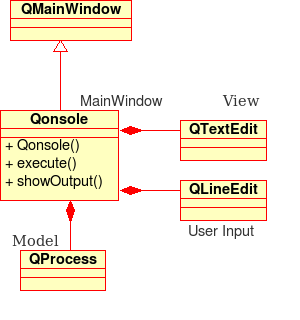 QMainWindow
MainWindow
View
Qonsole
+ Qonsole()
+ execute()
+ showOutput()
QTextEdit
QLineEdit
User Input
Model
QProcess